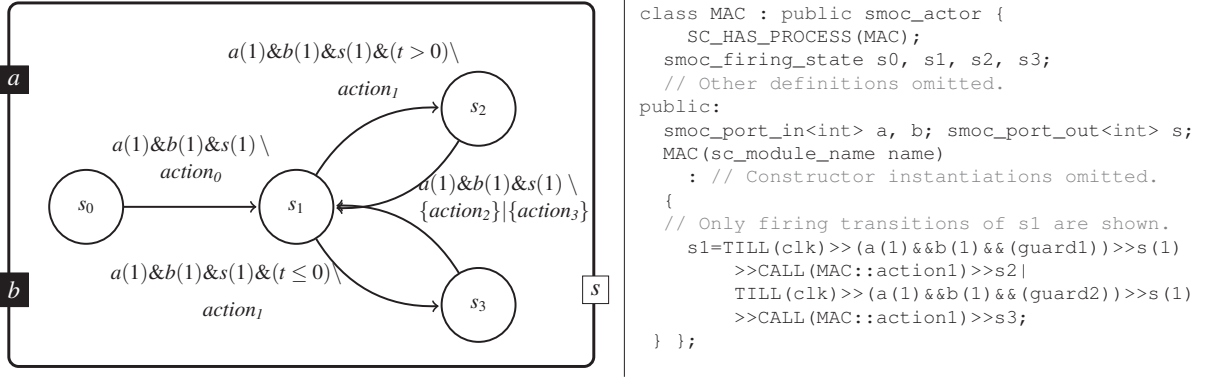 a(1)&b(1)&s(1)&(t > 0)\
action1
a
s2
a(1)&b(1)&s(1) \
action0
s0
s1
a(1)&b(1)&s(1) \
{action2}|{action3}
a(1)&b(1)&s(1)&(t ≤ 0)\
action1
b
s
s3
class MAC : public smoc_actor {
SC_HAS_PROCESS(MAC);
smoc_firing_state s0, s1, s2, s3;
// Other definitions omitted.
public:
smoc_port_in<int> a, b; smoc_port_out<int> s;
MAC(sc_module_name name)
: // Constructor instantiations omitted.
{
// Only firing transitions of s1 are shown.
s1=TILL(clk)>>(a(1)&&b(1)&&(guard1))>>s(1)
>>CALL(MAC::action1)>>s2|
TILL(clk)>>(a(1)&&b(1)&&(guard2))>>s(1)
>>CALL(MAC::action1)>>s3;
} };